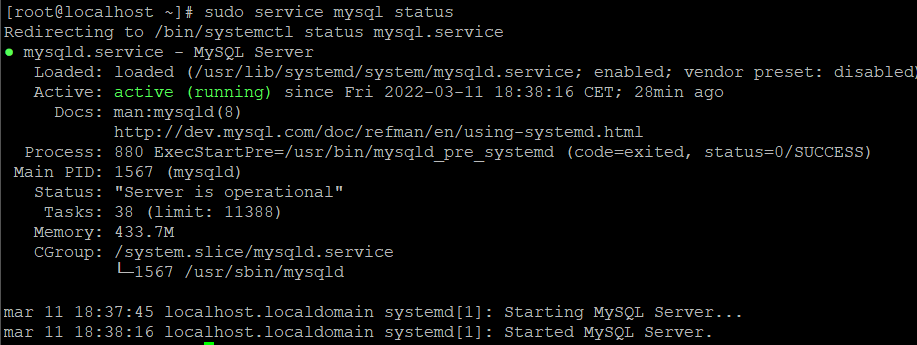 [root@localhost ~]# sudo service mysql status
Redirecting to /bin/systemctl status mysql.service
● mysqld.service - MySQL Server
   Loaded: loaded (/usr/lib/systemd/system/mysqld.service; enabled; vendor preset: disabled)
   Active: active (running) since Fri 2022-03-11 18:38:16 CET; 28min ago
     Docs: man:mysqld(8)
           http://dev.mysql.com/doc/refman/en/using-systemd.html
  Process: 880 ExecStartPre=/usr/bin/mysqld_pre_systemd (code=exited, status=0/SUCCESS)
 Main PID: 1567 (mysqld)
   Status: "Server is operational"
    Tasks: 38 (limit: 11388)
   Memory: 433.7M
   CGroup: /system.slice/mysqld.service
           └─1567 /usr/sbin/mysqld

mar 11 18:37:45 localhost.localdomain systemd[1]: Starting MySQL Server...
mar 11 18:38:16 localhost.localdomain systemd[1]: Started MySQL Server.